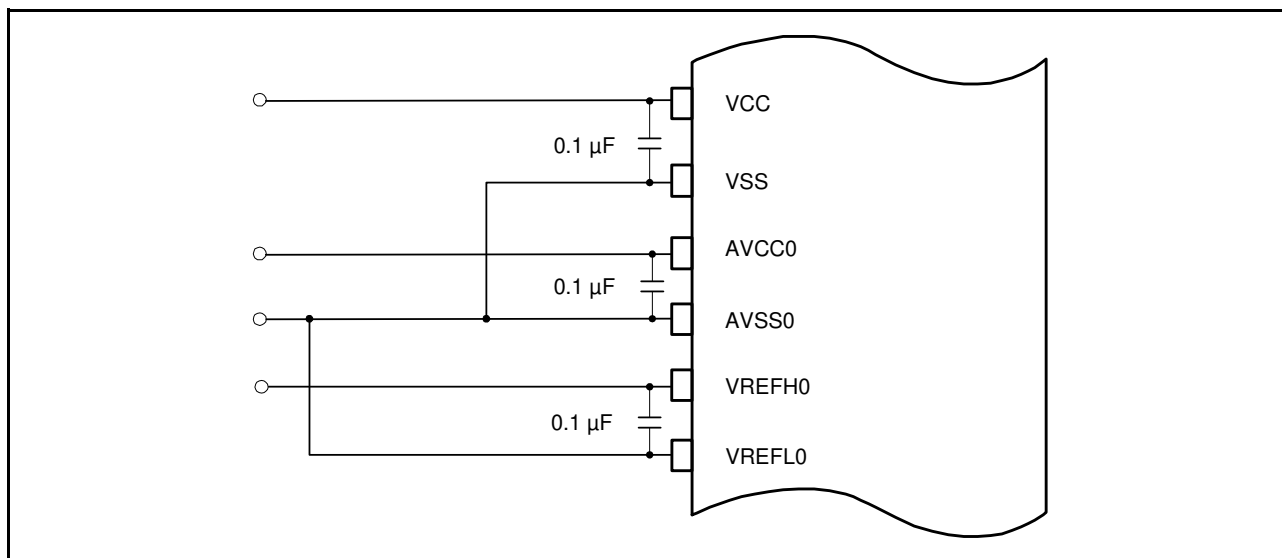 VCC
0.1 µF
VSS
AVCC0
0.1 µF
AVSS0
VREFH0
0.1 µF
VREFL0